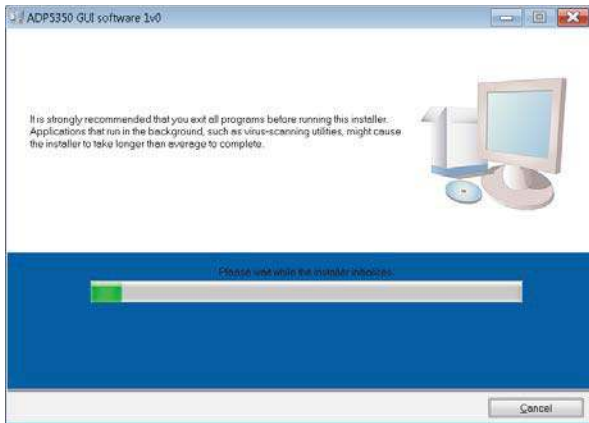 ADP5350 GUI software 1v0
It is strongly recommended that you exit all programs before running this installer.
Applications that run in the background, such as virus-scanning utilities, might cause
the installer to take longer than average to complete.
Please wait while the installer initializes.
Cancel